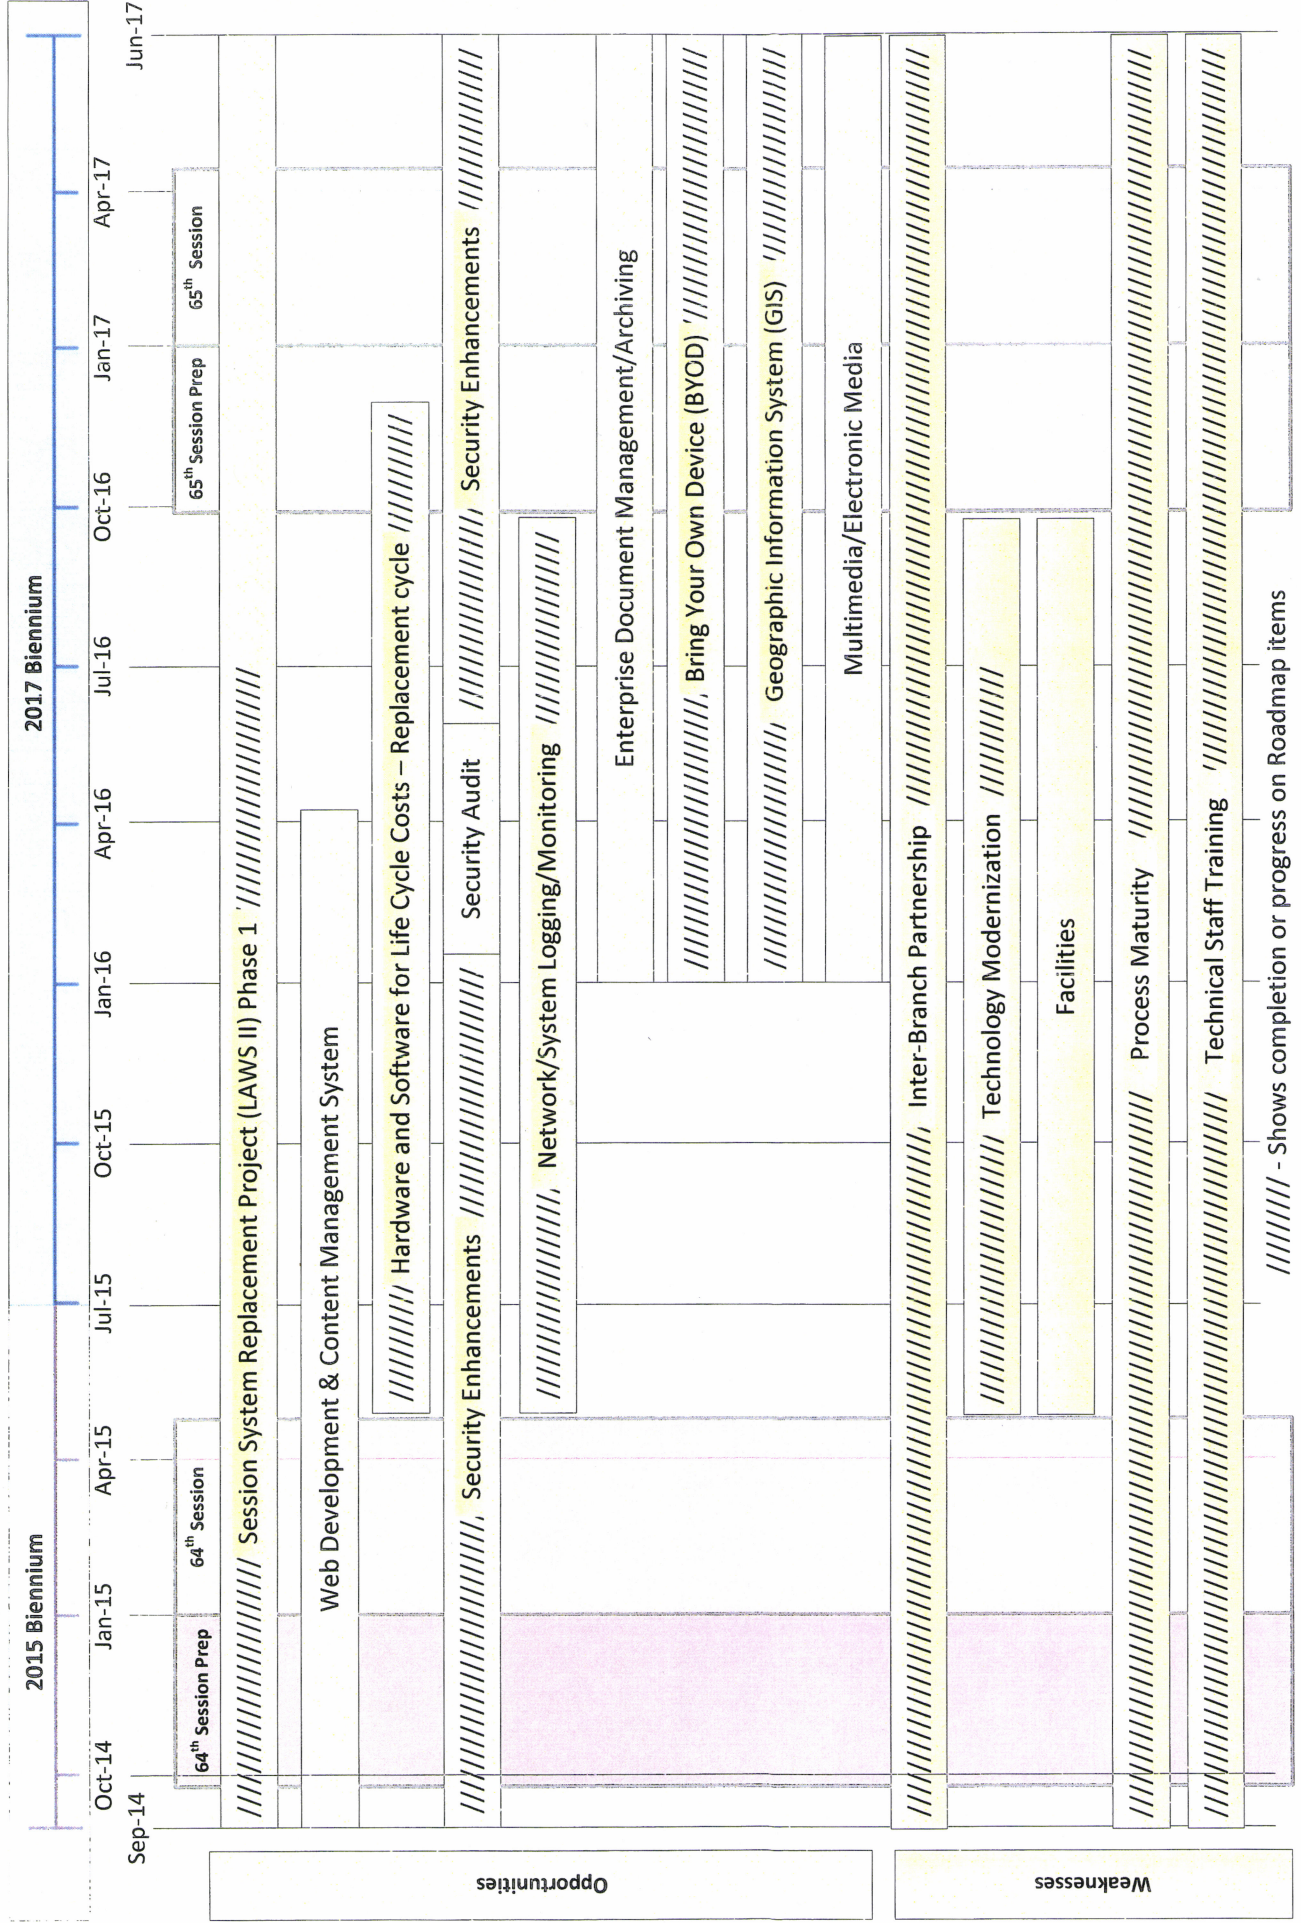 2015 Biennium
2017 Biennium
Sep-14
Oct-14
Jan-15
Apr-15
Jul-15
Oct-15
Jan-16
Apr-16
Jul-16
Oct-16
Jan-17
Apr-17
Jun-17
64th Session Prep
64th Session
65th Session Prep
65th Session
Opportunities
Session System Replacement Project (LAWS II) Phase 1
Web Development & Content Management System
Hardware and Software for Life Cycle Costs – Replacement cycle
Security Enhancements
Security Audit
Security Enhancements
Network/System Logging/Monitoring
Enterprise Document Management/Archiving
Bring Your Own Device (BYOD)
Geographic Information System (GIS)
Multimedia/Electronic Media
Weaknesses
Inter-Branch Partnership
Technology Modernization
Facilities
Process Maturity
Technical Staff Training
///////// - Shows completion or progress on Roadmap items